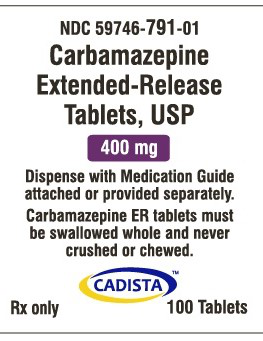 NDC 59746-791-01
Carbamazepine
Extended-Release
Tablets, USP
400 mg
Dispense with Medication Guide
attached or provided separately.
Carbamazepine ER tablets must
be swallowed whole and never
crushed or chewed.
CADISTA™
Rx only 100 Tablets